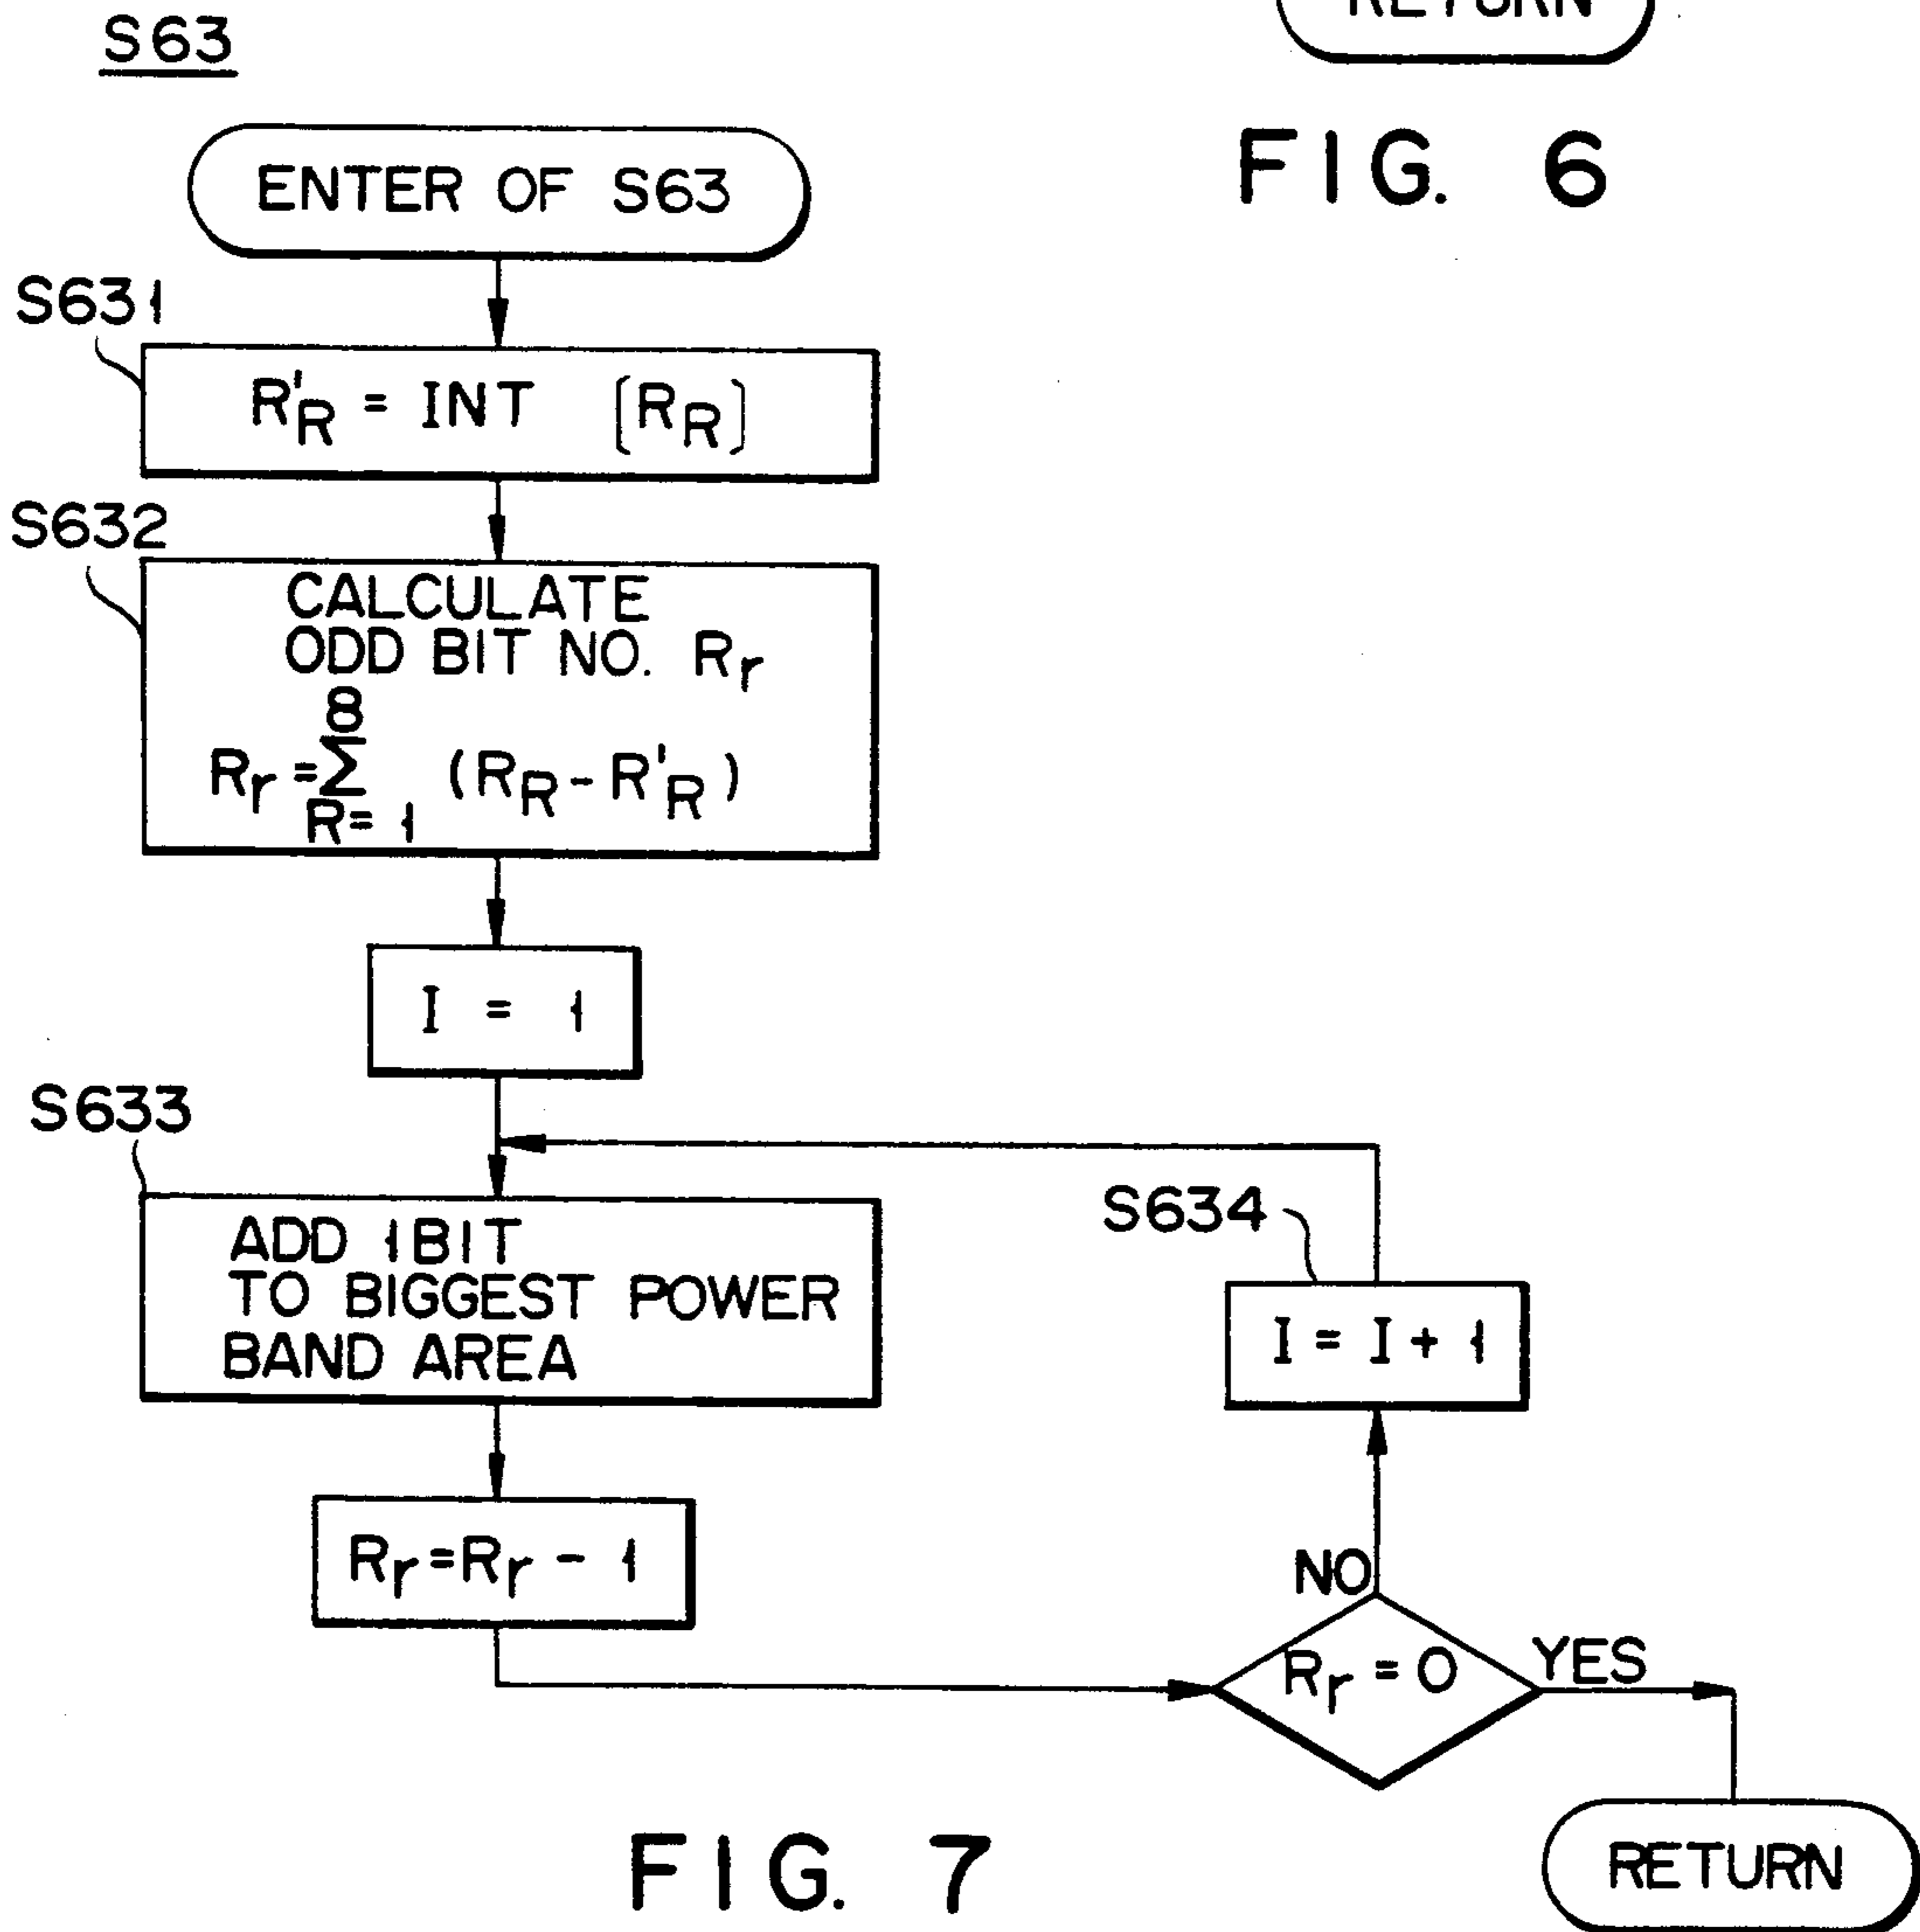 RETURN
FIG. 6
S63
ENTER OF S63
S631
R'R = INT [RR]
S632
CALCULATE
ODD BIT NO. Rr
8
Rr = Σ (RR - R'R)
R = 1
I = 1
S633
ADD 1 BIT
TO BIGGEST POWER
BAND AREA
S634
I = I + 1
Rr = Rr - 1
NO
Rr = 0
YES
RETURN
FIG. 7